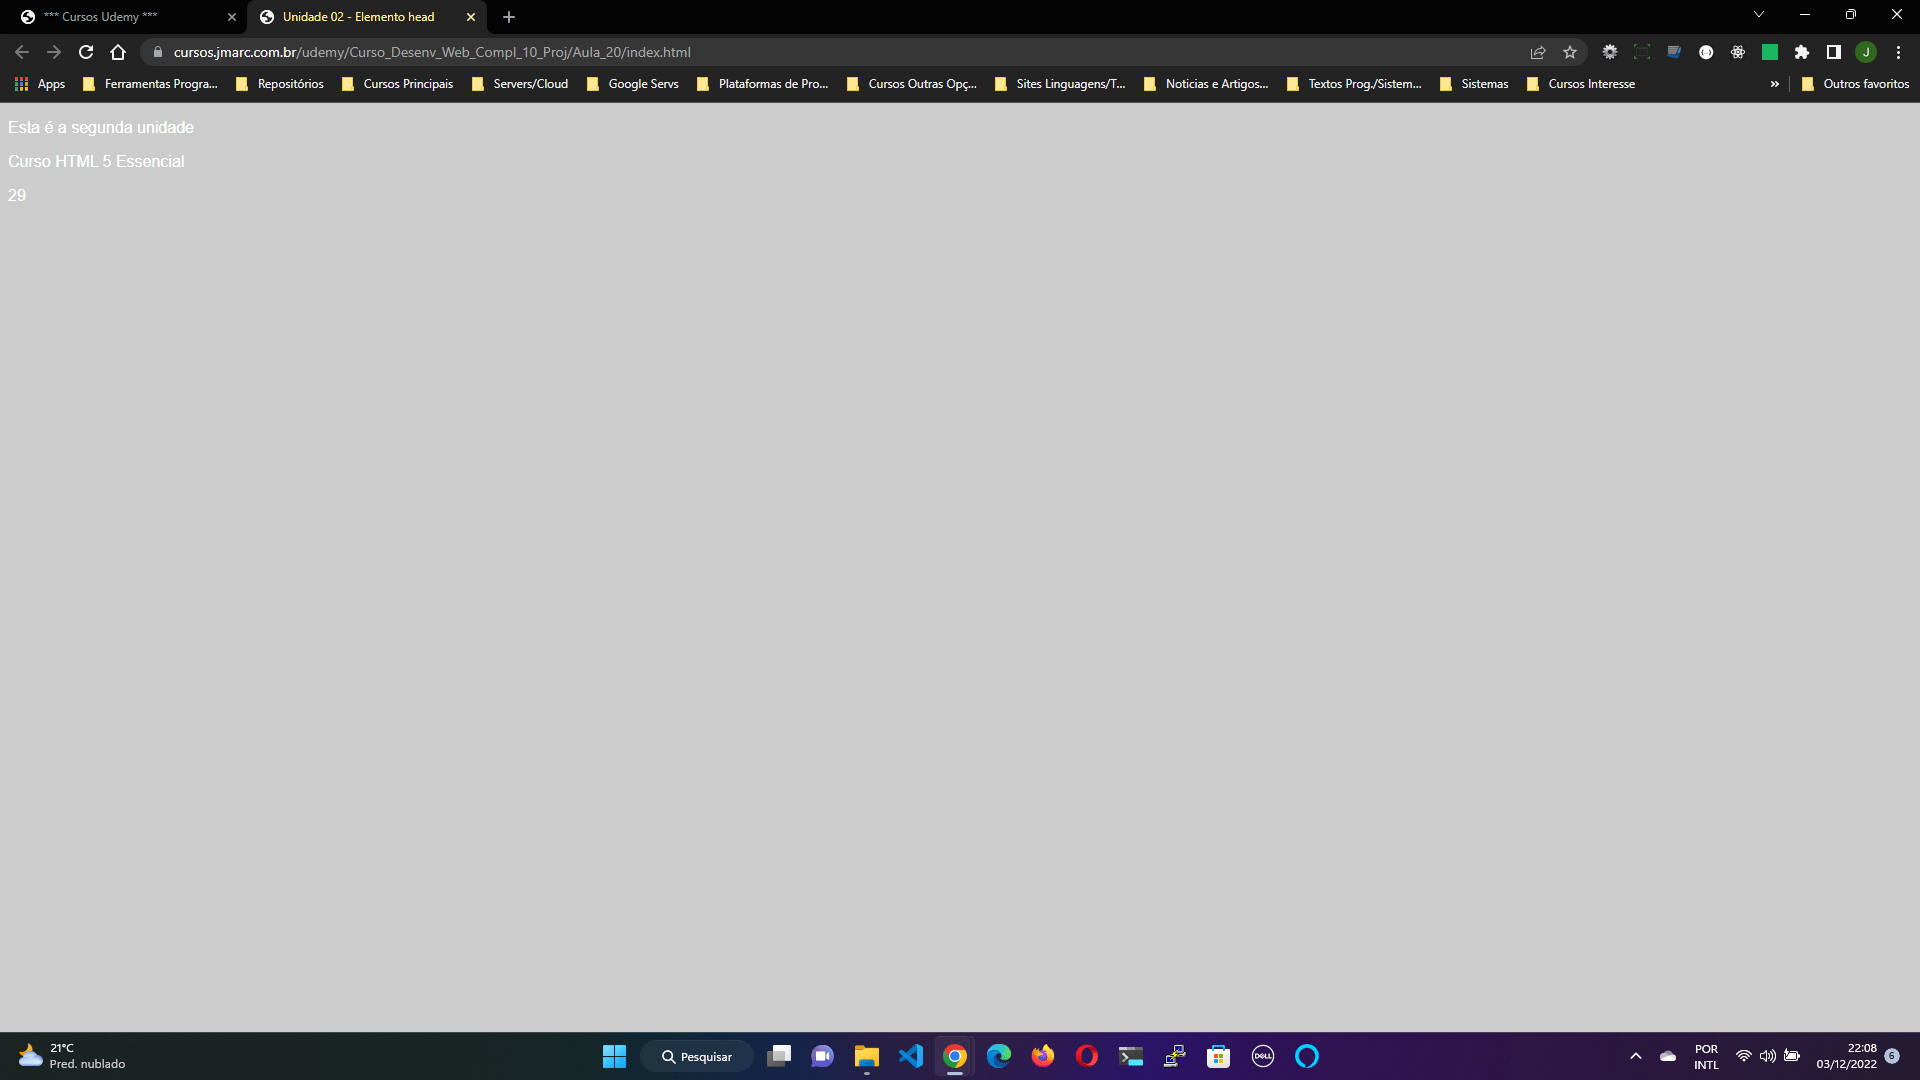 *** Cursos Udemy ***
Unidade 02 - Elemento head
cursos.jmarc.com.br/udemy/Curso_Desenv_Web_Compl_10_Proj/Aula_20/index.html
J
Apps
Ferramentas Progra...
Repositórios
Cursos Principais
Servers/Cloud
Google Servs
Plataformas de Pro...
Cursos Outras Opç...
Sites Linguagens/T...
Noticias e Artigos...
Textos Prog./Sistem...
Sistemas
Cursos Interesse
»
Outros favoritos
Esta é a segunda unidade
Curso HTML 5 Essencial
29
21°C
Pred. nublado
Pesquisar
DELL
POR
INTL
22:08
03/12/2022
6